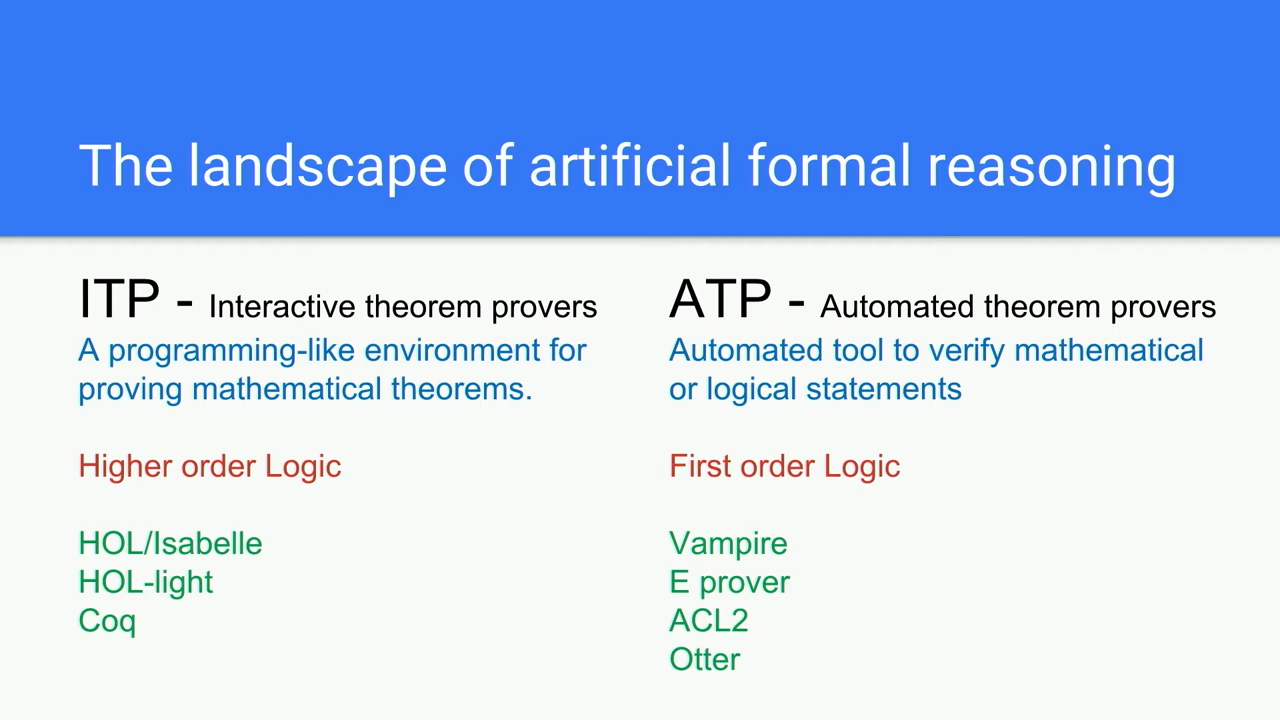 The landscape of artificial formal reasoning
ITP - Interactive theorem provers
A programming-like environment for
proving mathematical theorems.
Higher order Logic
HOL/Isabelle
HOL-light
Coq
ATP - Automated theorem provers
Automated tool to verify mathematical
or logical statements
First order Logic
Vampire
E prover
ACL2
Otter